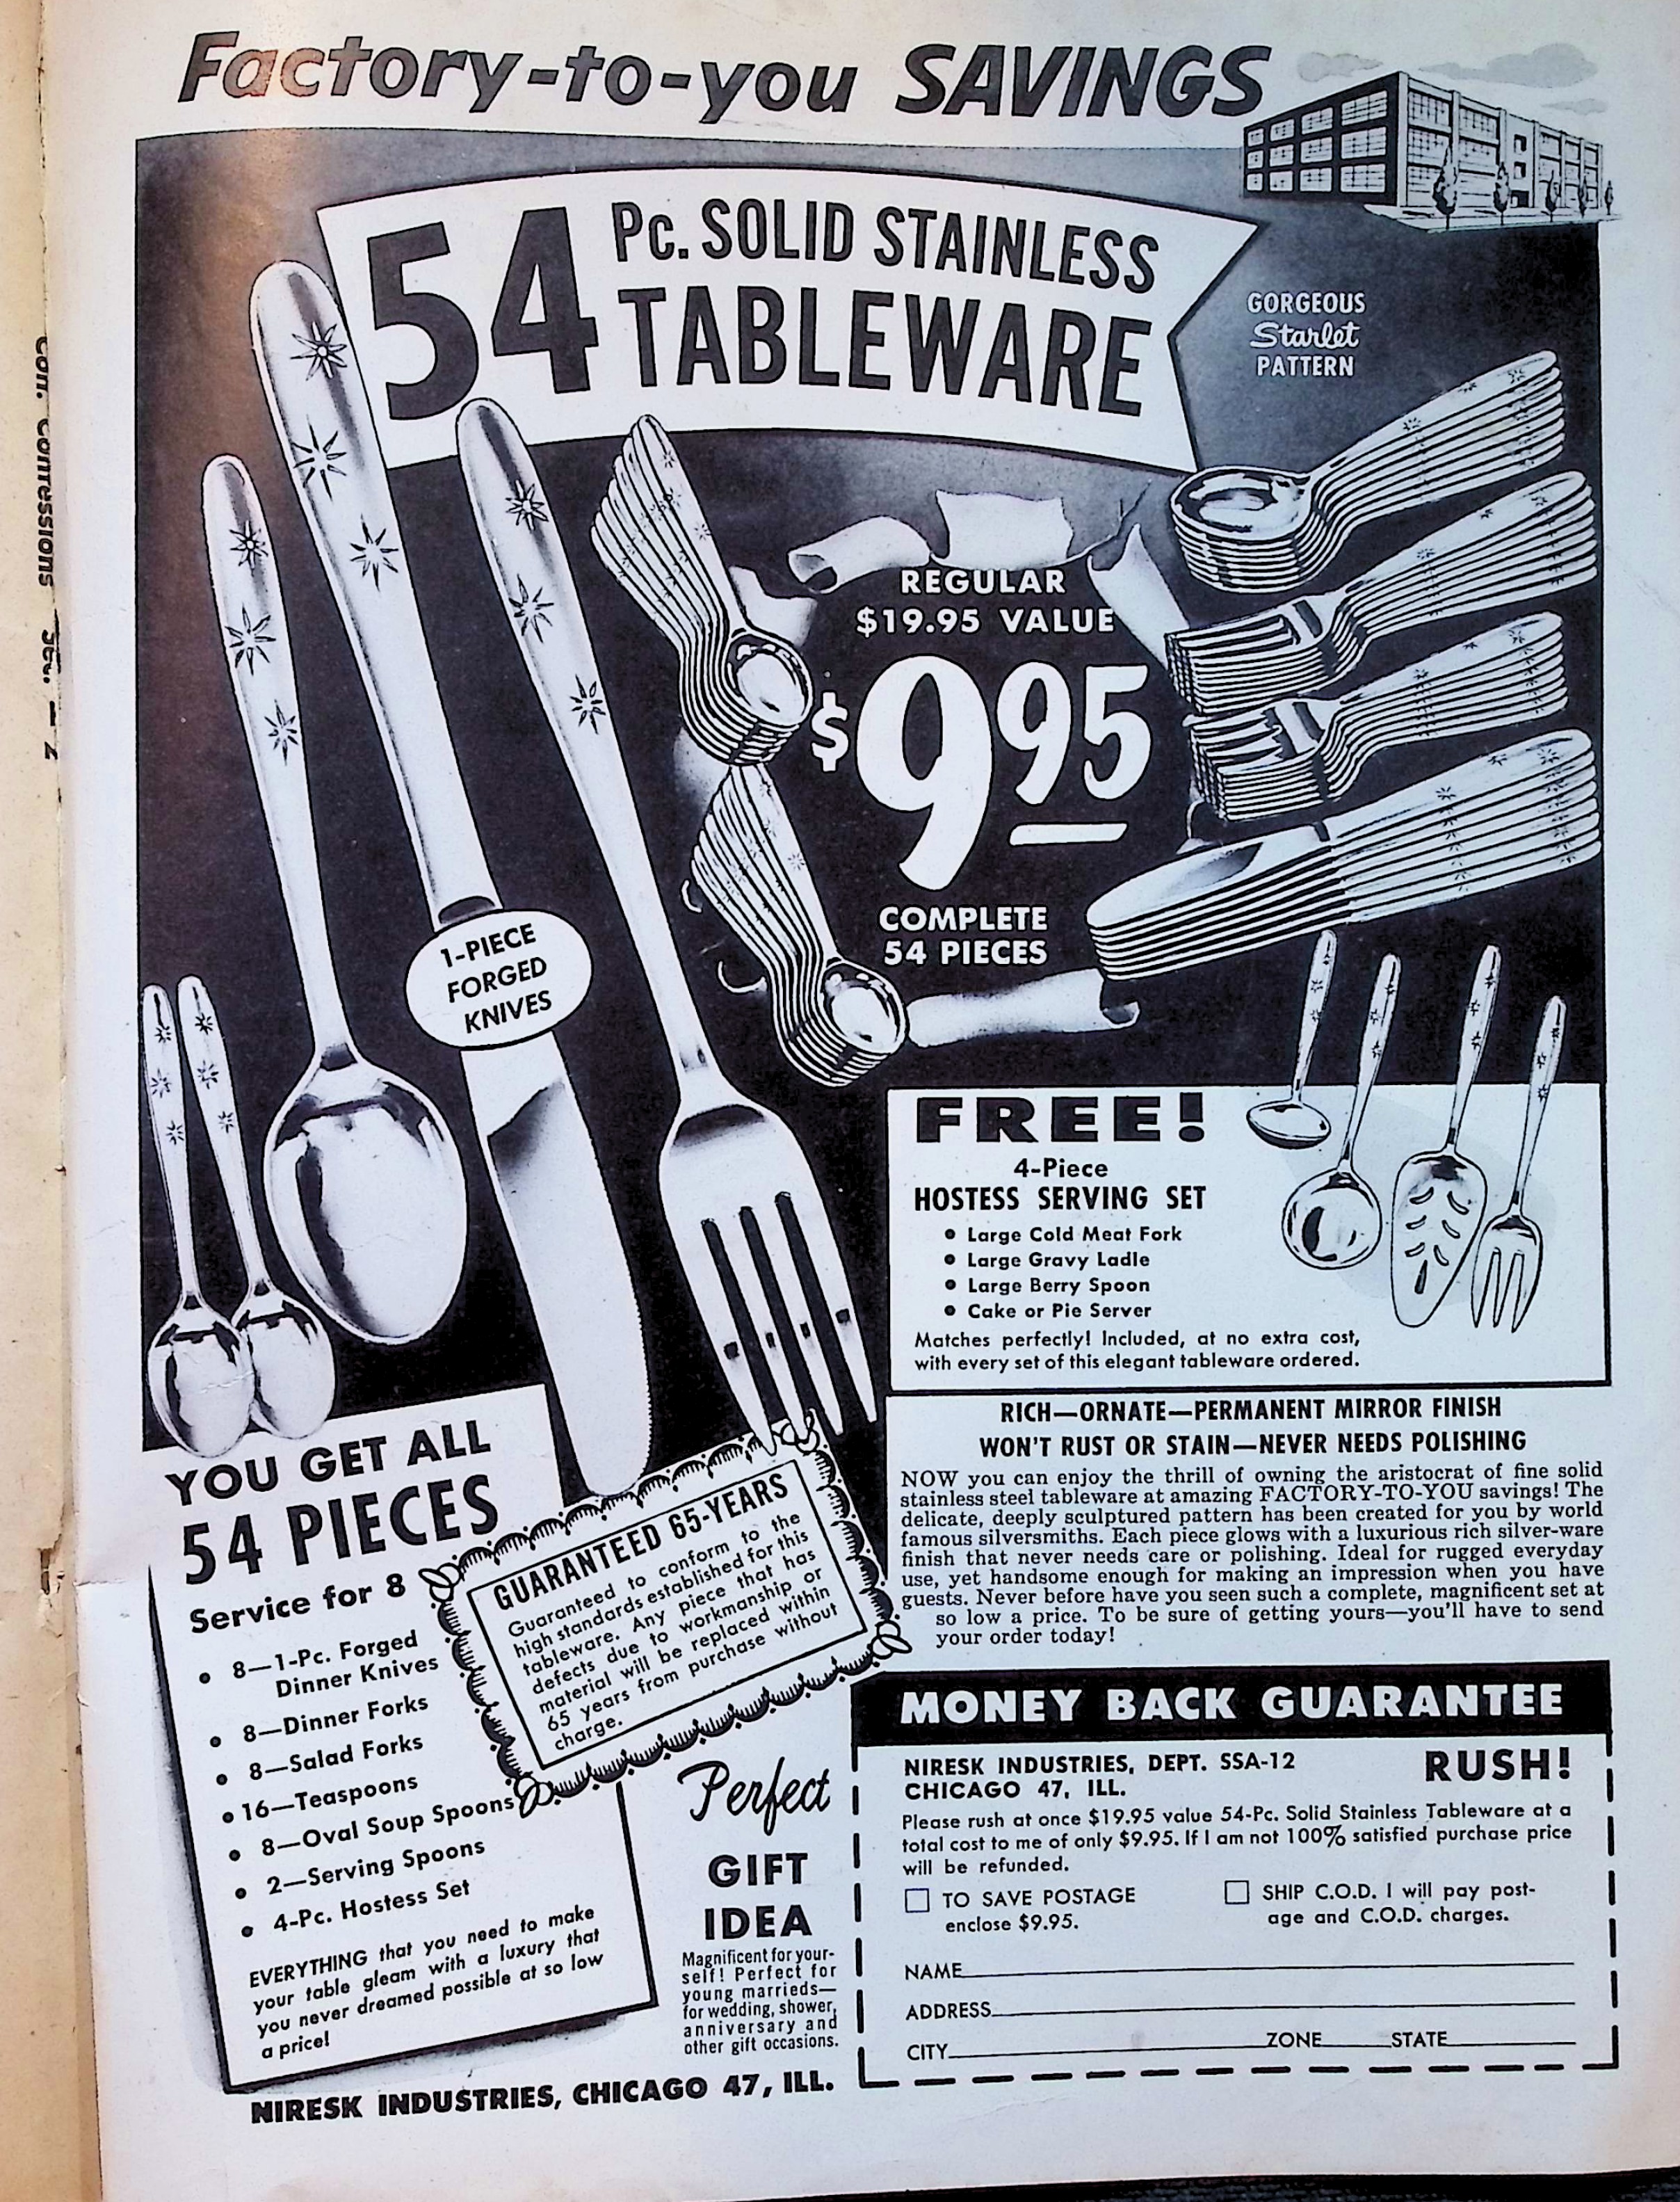 Factory-to-you SAVINGS
54 Pc. SOLID STAINLESS
TABLEWARE
GORGEOUS
Starlet
PATTERN
REGULAR
$19.95 VALUE
$9.95
COMPLETE
54 PIECES
1-PIECE
FORGED
KNIVES
FREE!
4-Piece
HOSTESS SERVING SET
• Large Cold Meat Fork
• Large Gravy Ladle
• Large Berry Spoon
• Cake or Pie Server
Matches perfectly! Included, at no extra cost,
with every set of this elegant tableware ordered.
RICH—ORNATE—PERMANENT MIRROR FINISH
WON'T RUST OR STAIN—NEVER NEEDS POLISHING
NOW you can enjoy the thrill of owning the aristocrat of fine solid
stainless steel tableware at amazing FACTORY-TO-YOU savings! The
delicate, deeply sculptured pattern has been created for you by world
famous silversmiths. Each piece glows with a luxurious rich silver-ware
finish that never needs care or polishing. Ideal for rugged everyday
use, yet handsome enough for making an impression when you have
guests. Never before have you seen such a complete, magnificent set at
so low a price. To be sure of getting yours—you'll have to send
your order today!
YOU GET ALL
54 PIECES
Service for 8
• 8—1-Pc. Forged
Dinner Knives
• 8—Dinner Forks
• 8—Salad Forks
• 16—Teaspoons
• 8—Oval Soup Spoons
• 2—Serving Spoons
• 4-Pc. Hostess Set
EVERYTHING that you need to make
your table gleam with a luxury that
you never dreamed possible at so low
a price!
GUARANTEED 65-YEARS
Guaranteed to conform to the
high standards established for this
tableware. Any piece that has
defects due to workmanship or
material will be replaced within
65 years from purchase without
charge.
Perfect
GIFT
IDEA
Magnificent for your-
self! Perfect for
young marrieds—
for wedding, shower,
anniversary and
other gift occasions.
NIRESK INDUSTRIES, CHICAGO 47, ILL.
MONEY BACK GUARANTEE
NIRESK INDUSTRIES, DEPT. SSA-12
CHICAGO 47, ILL.
RUSH!
Please rush at once $19.95 value 54-Pc. Solid Stainless Tableware at a
total cost to me of only $9.95. If I am not 100% satisfied purchase price
will be refunded.
TO SAVE POSTAGE
enclose $9.95.
SHIP C.O.D. I will pay post-
age and C.O.D. charges.
NAME
ADDRESS
CITY ZONE STATE